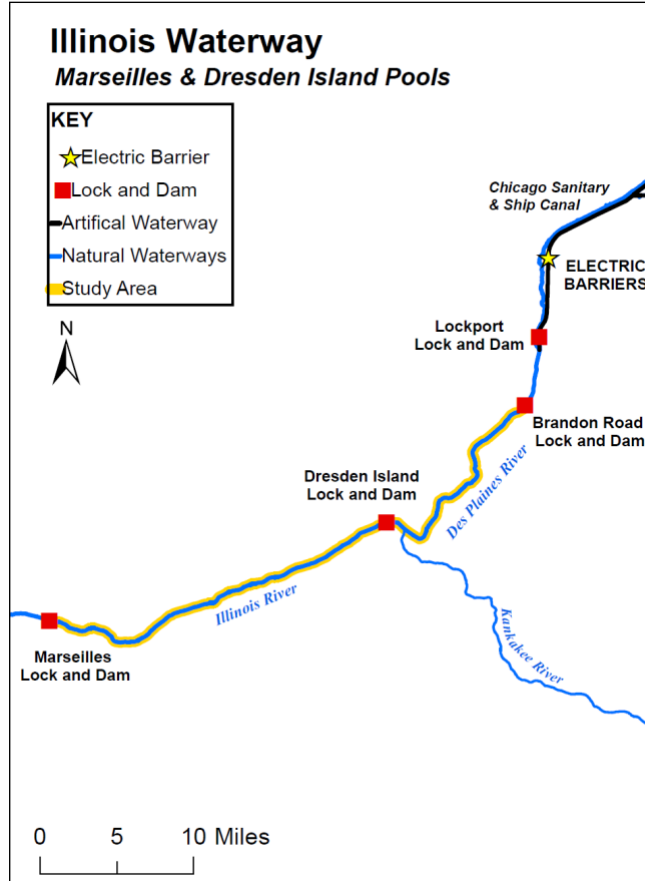 Illinois Waterway
Marseilles & Dresden Island Pools
KEY
Electric Barrier
Lock and Dam
Artifical Waterway
Natural Waterways
Study Area
N
Chicago Sanitary
& Ship Canal
ELECTRIC
BARRIERS
Lockport
Lock and Dam
Brandon Road
Lock and Dam
Des Plaines River
Dresden Island
Lock and Dam
Illinois River
Kankakee River
Marseilles
Lock and Dam
0 5 10 Miles